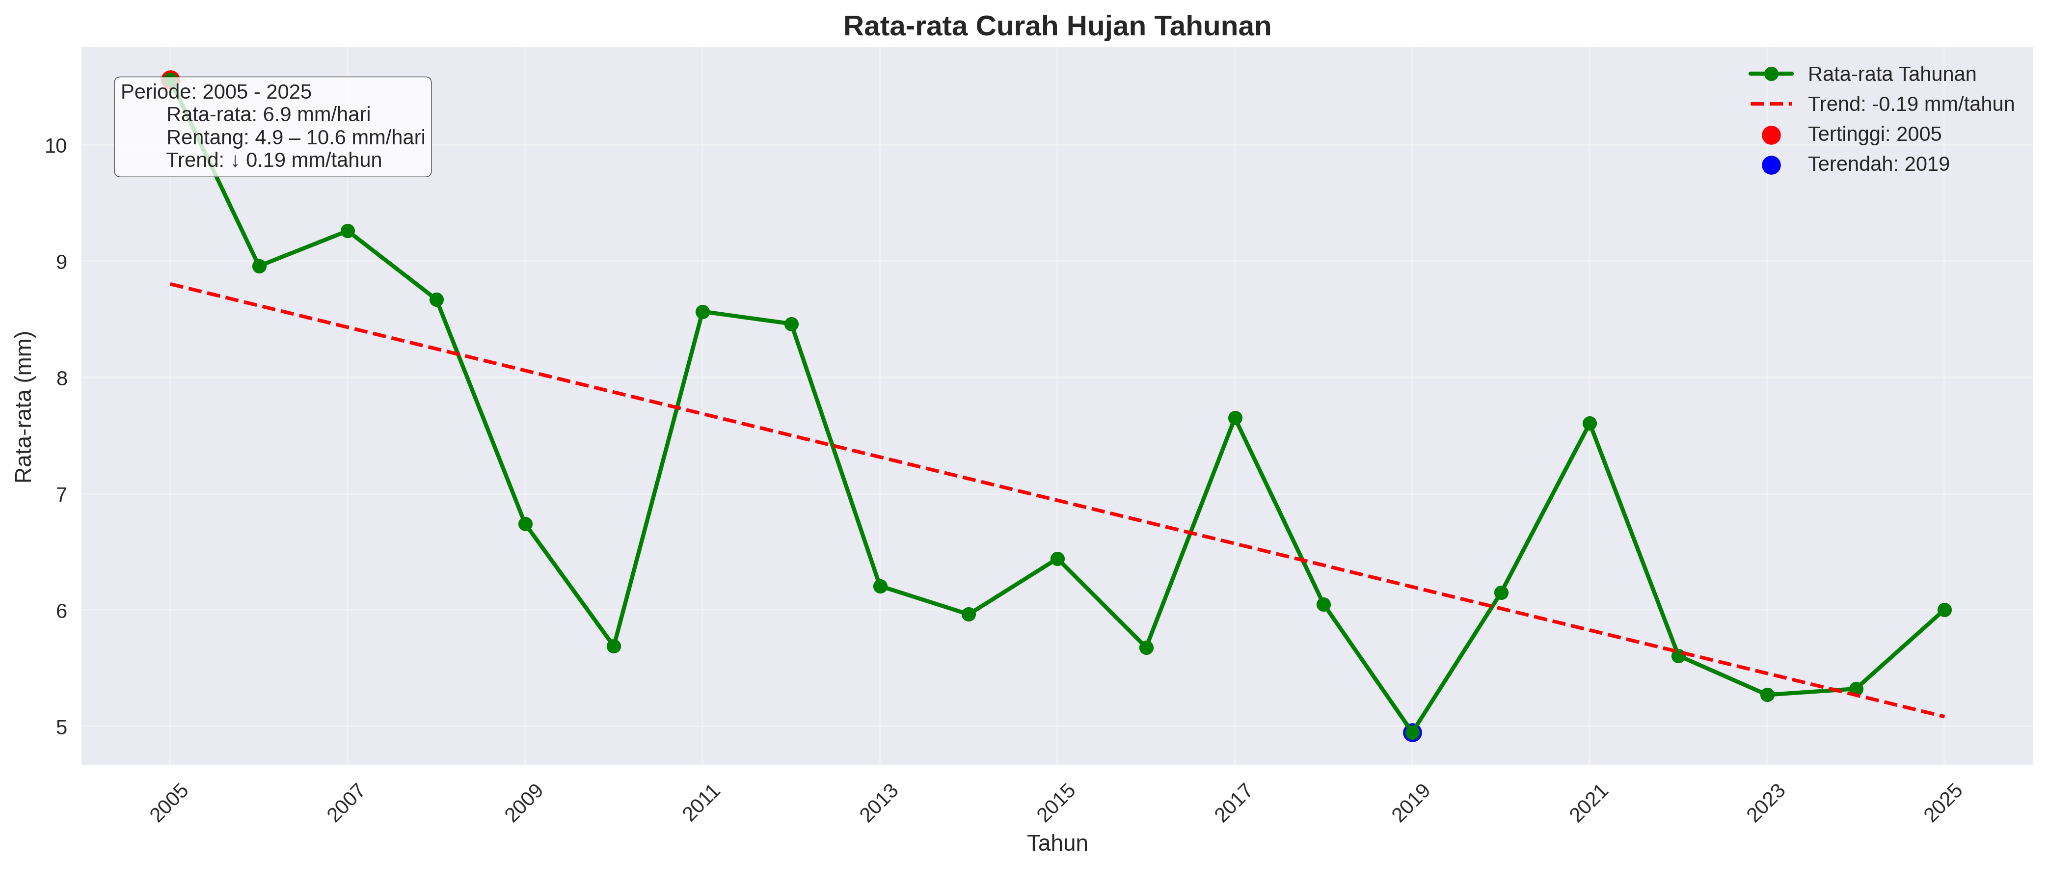 Rata-rata Curah Hujan Tahunan
Periode: 2005 - 2025
Rata-rata: 6.9 mm/hari
Rentang: 4.9 – 10.6 mm/hari
Trend: ↓ 0.19 mm/tahun
Rata-rata Tahunan
Trend: -0.19 mm/tahun
Tertinggi: 2005
Terendah: 2019
Rata-rata (mm)
10
9
8
7
6
5
2005
2007
2009
2011
2013
2015
2017
2019
2021
2023
2025
Tahun